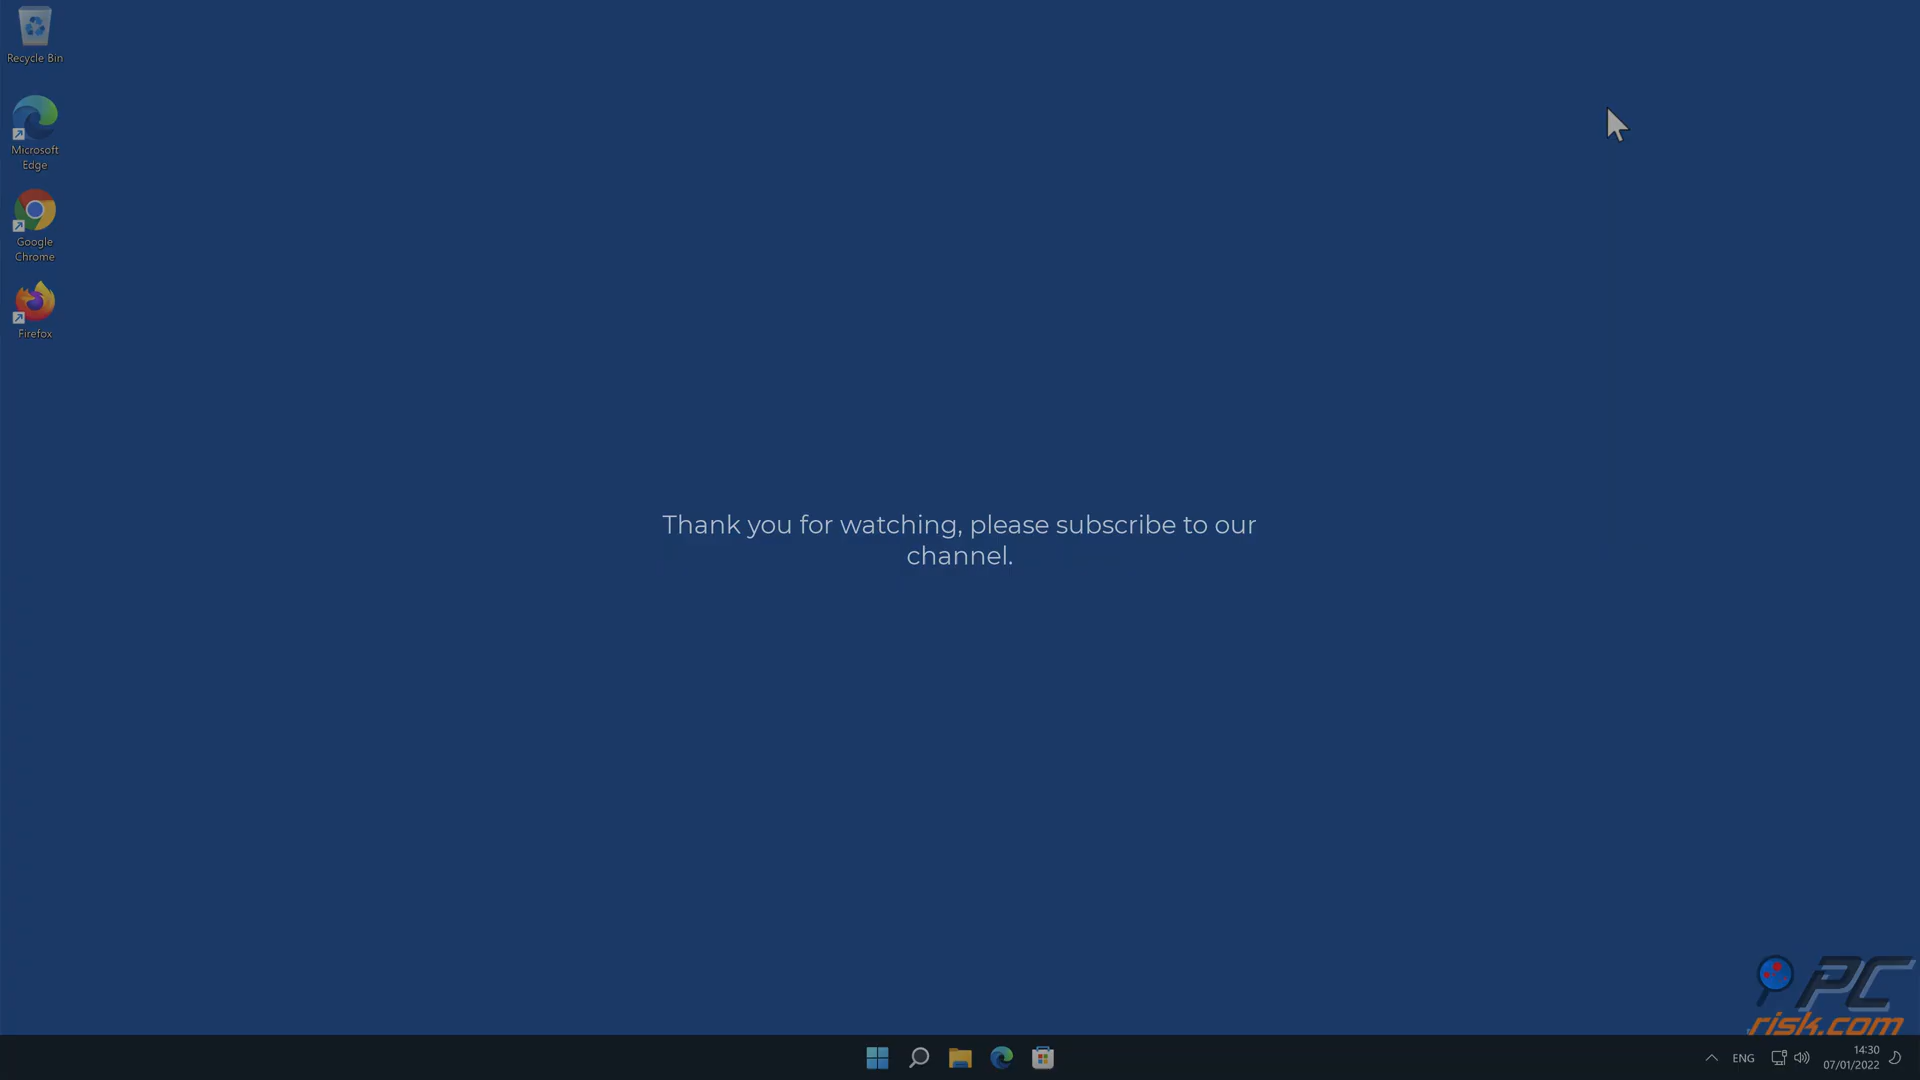 Recycle Bin
Microsoft
Edge
Google
Chrome
Firefox
Thank you for watching, please subscribe to our
channel.
PC
risk.com
ENG
14:30
07/01/2022